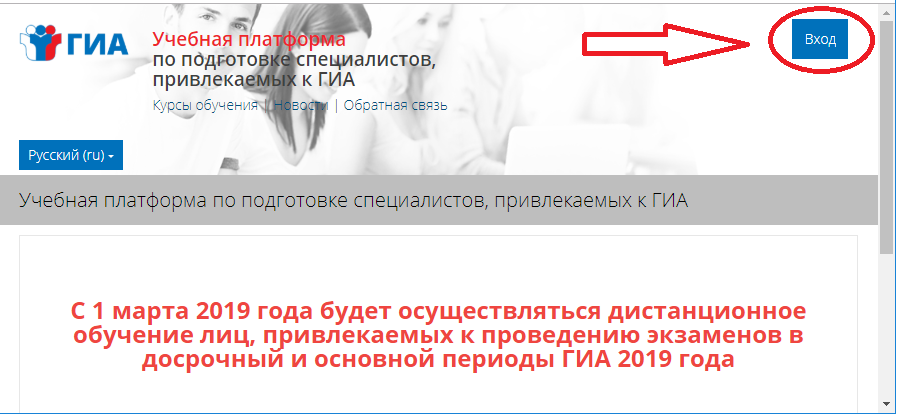 ГИА
Учебная платформа
по подготовке специалистов,
привлекаемых к ГИА
Курсы обучения | Новости | Обратная связь
Вход
Русский (ru)
Учебная платформа по подготовке специалистов, привлекаемых к ГИА
С 1 марта 2019 года будет осуществляться дистанционное
обучение лиц, привлекаемых к проведению экзаменов в
досрочный и основной периоды ГИА 2019 года